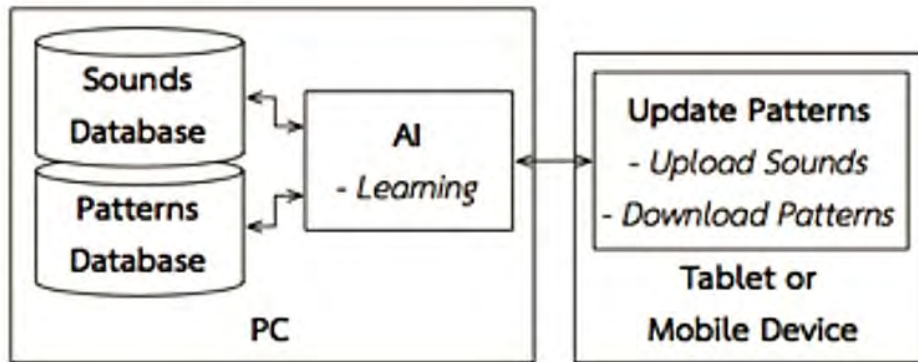 Sounds
Database
Patterns
Database
AI
- Learning
PC
Update Patterns
- Upload Sounds
- Download Patterns
Tablet or
Mobile Device